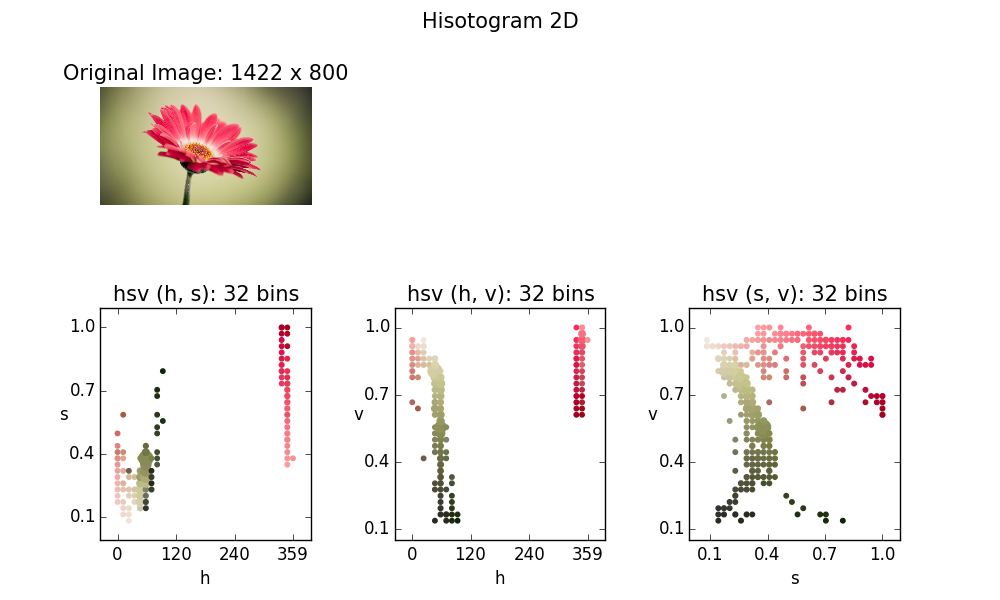 Hisotogram 2D
Original Image: 1422 x 800
hsv (h, s): 32 bins
hsv (h, v): 32 bins
hsv (s, v): 32 bins
1.0
0.7
s
0.4
0.1
0 120 240 359
h
1.0
0.7
v
0.4
0.1
0 120 240 359
h
1.0
0.7
v
0.4
0.1
0.1 0.4 0.7 1.0
s